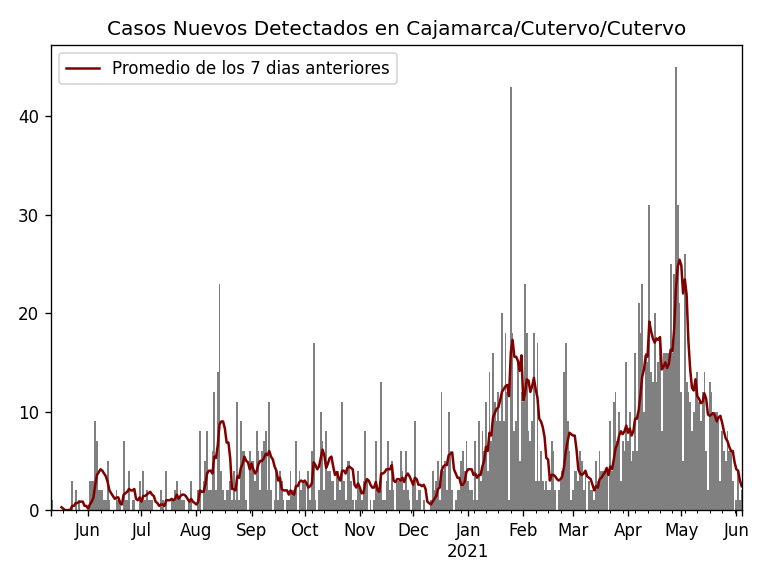 Casos Nuevos Detectados en Cajamarca/Cutervo/Cutervo
Promedio de los 7 dias anteriores
40
30
20
10
0
Jun Jul Aug Sep Oct Nov Dec Jan Feb Mar Apr May Jun
2021